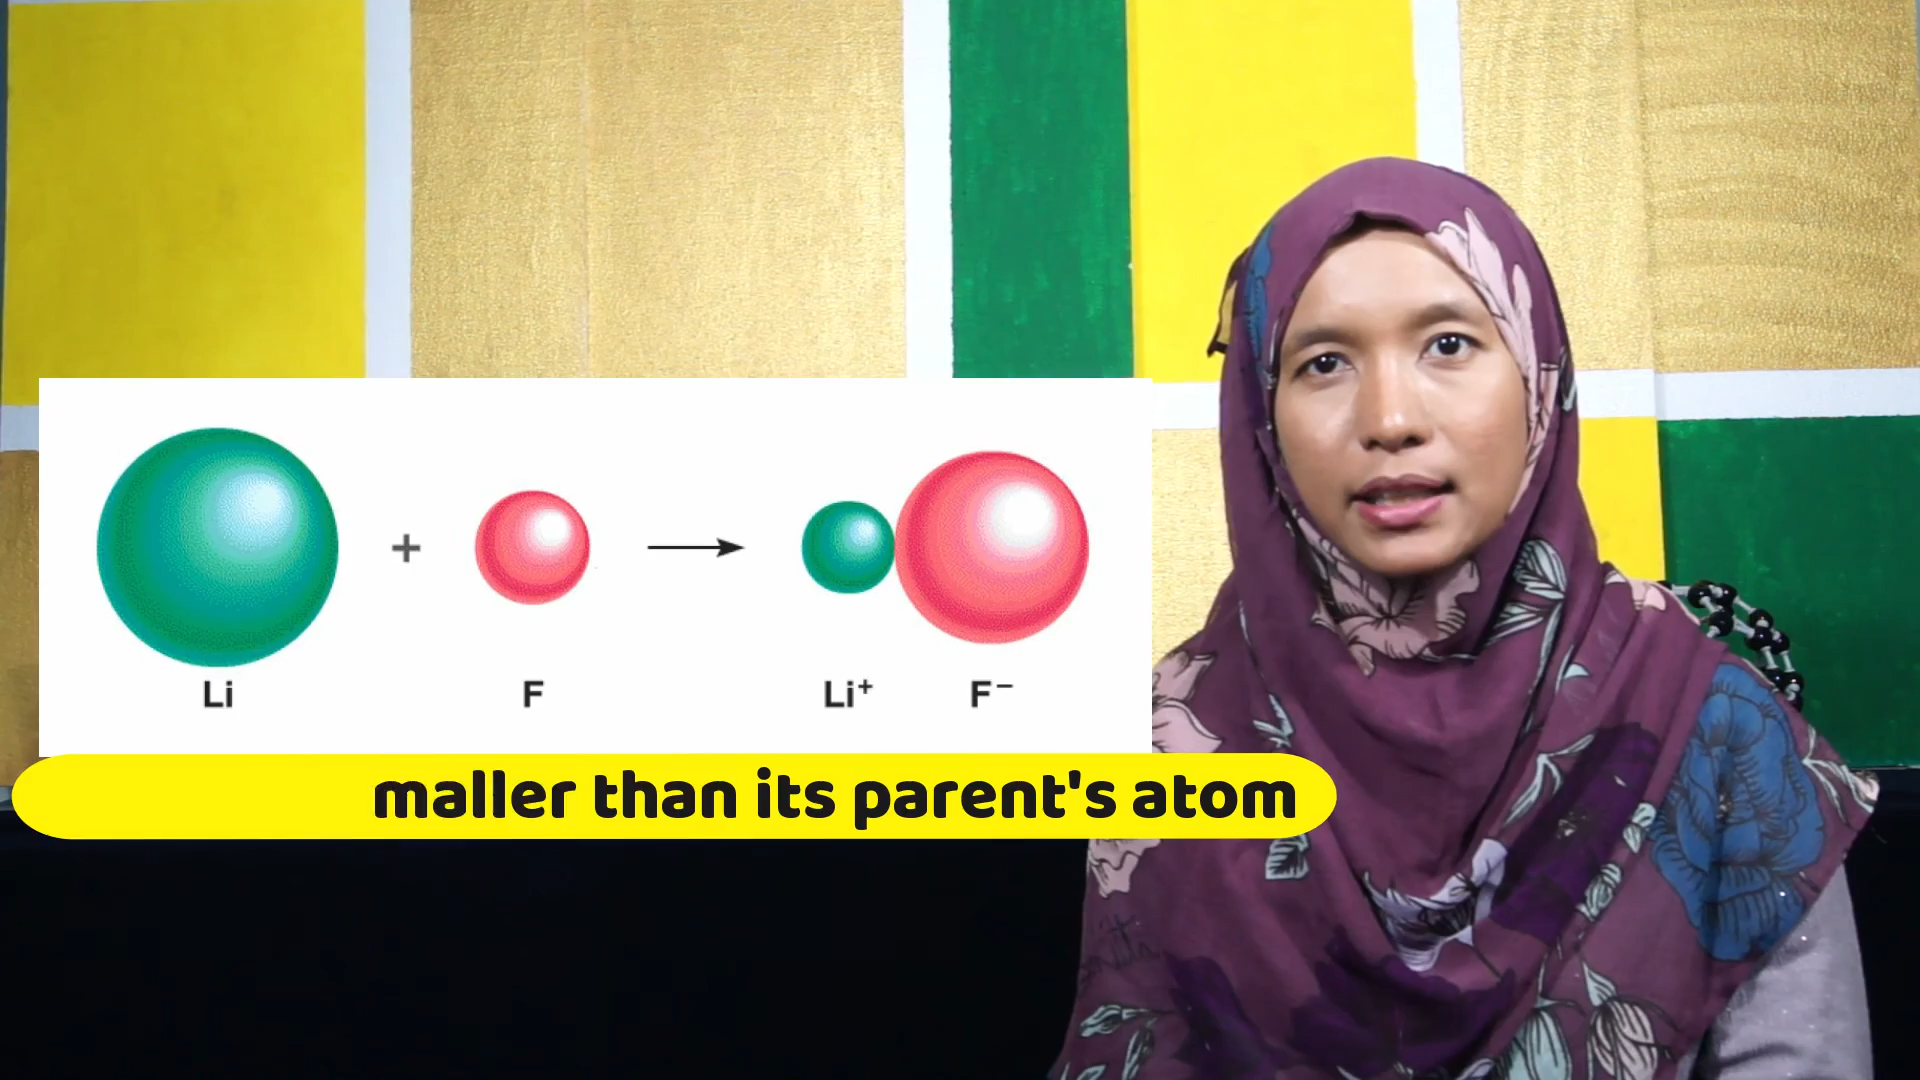 Li + F → Li⁺ F⁻
maller than its parent's atom